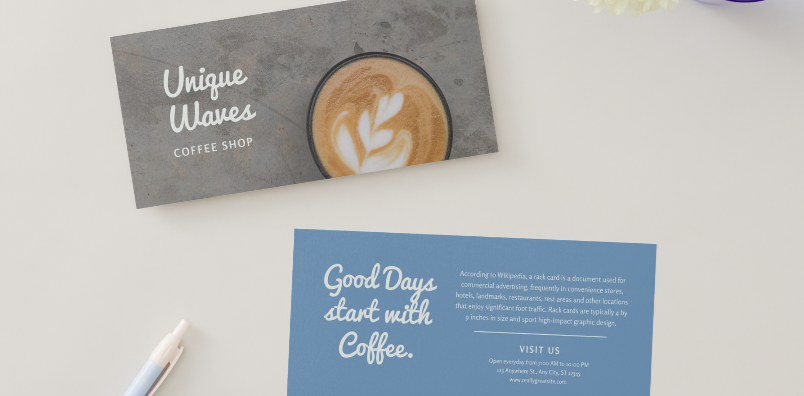 Unique
Waves
COFFEE SHOP
Good Days
start with
Coffee.
According to Wikipedia, a rack card is a document used for
commercial advertising, frequently in convenience stores,
hotels, landmarks, restaurants, rest areas and other locations
that enjoy significant foot traffic. Rack cards are typically 4 by
9 inches in size and sport high-impact graphic design.
VISIT US
Open everyday from 7:00 AM to 10:00 PM
123 Anywhere St., Any City, ST 12345
www.reallygreatsite.com